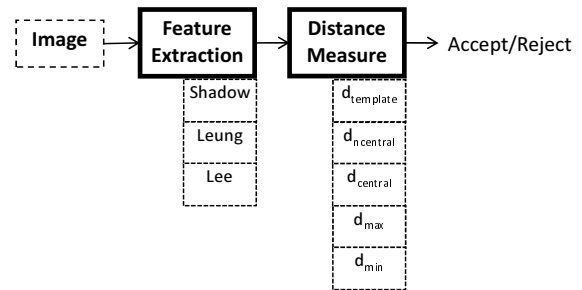 Image
Feature
Extraction
Distance
Measure
Accept/Reject
Shadow
Leung
Lee
d_template
d_ncentral
d_central
d_max
d_min